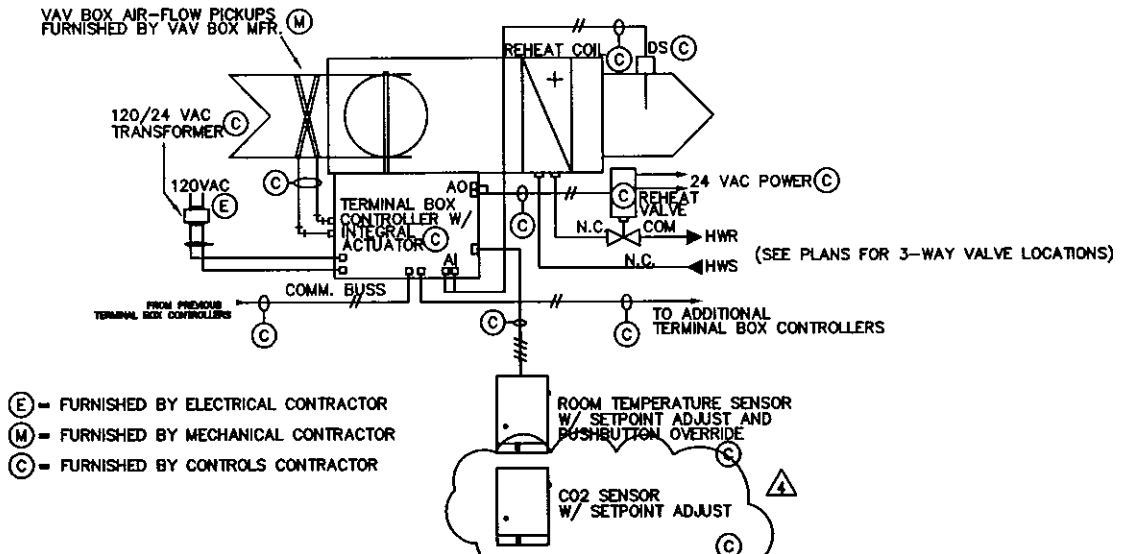 VAV BOX AIR-FLOW PICKUPS
FURNISHED BY VAV BOX MFR. M
REHEAT COIL
C
DS C
120/24 VAC
TRANSFORMER C
120VAC
E
C
TERMINAL BOX
CONTROLLER W/
INTEGRAL
ACTUATOR C
AO
AI
C
C
24 VAC POWER C
REHEAT
VALVE
N.C. COM
HWR
N.C.
HWS
(SEE PLANS FOR 3-WAY VALVE LOCATIONS)
COMM. BUSS
FROM PREVIOUS
TERMINAL BOX CONTROLLERS
C
C
C
TO ADDITIONAL
TERMINAL BOX CONTROLLERS
E = FURNISHED BY ELECTRICAL CONTRACTOR
M = FURNISHED BY MECHANICAL CONTRACTOR
C = FURNISHED BY CONTROLS CONTRACTOR
ROOM TEMPERATURE SENSOR
W/ SETPOINT ADJUST AND
PUSHBUTTON OVERRIDE
C
4
CO2 SENSOR
W/ SETPOINT ADJUST
C